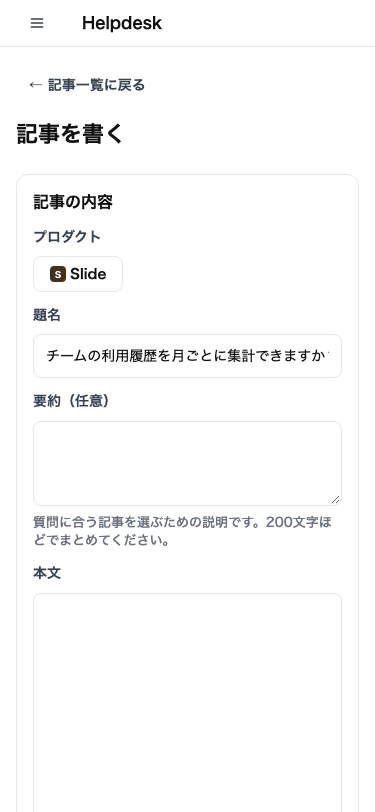 Helpdesk
← 記事一覧に戻る
記事を書く
記事の内容
プロダクト
S Slide
題名
チームの利用履歴を月ごとに集計できますか
要約（任意）
質問に合う記事を選ぶための説明です。200文字ほ
どでまとめてください。
本文